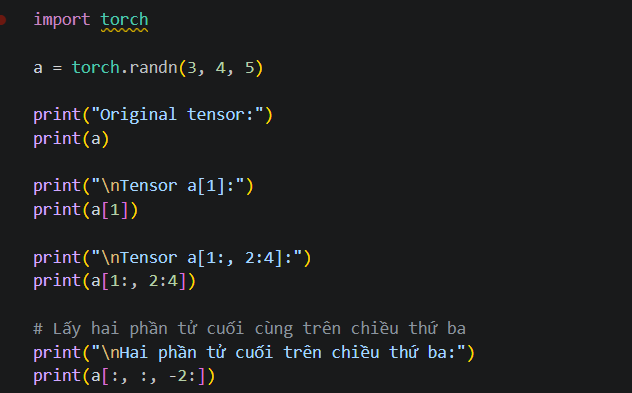 import torch
a = torch.randn(3, 4, 5)
print("Original tensor:")
print(a)
print("\nTensor a[1]:")
print(a[1])
print("\nTensor a[1:, 2:4]:")
print(a[1:, 2:4])
# Lấy hai phần tử cuối cùng trên chiều thứ ba
print("\nHai phần tử cuối trên chiều thứ ba:")
print(a[:, :, -2:])